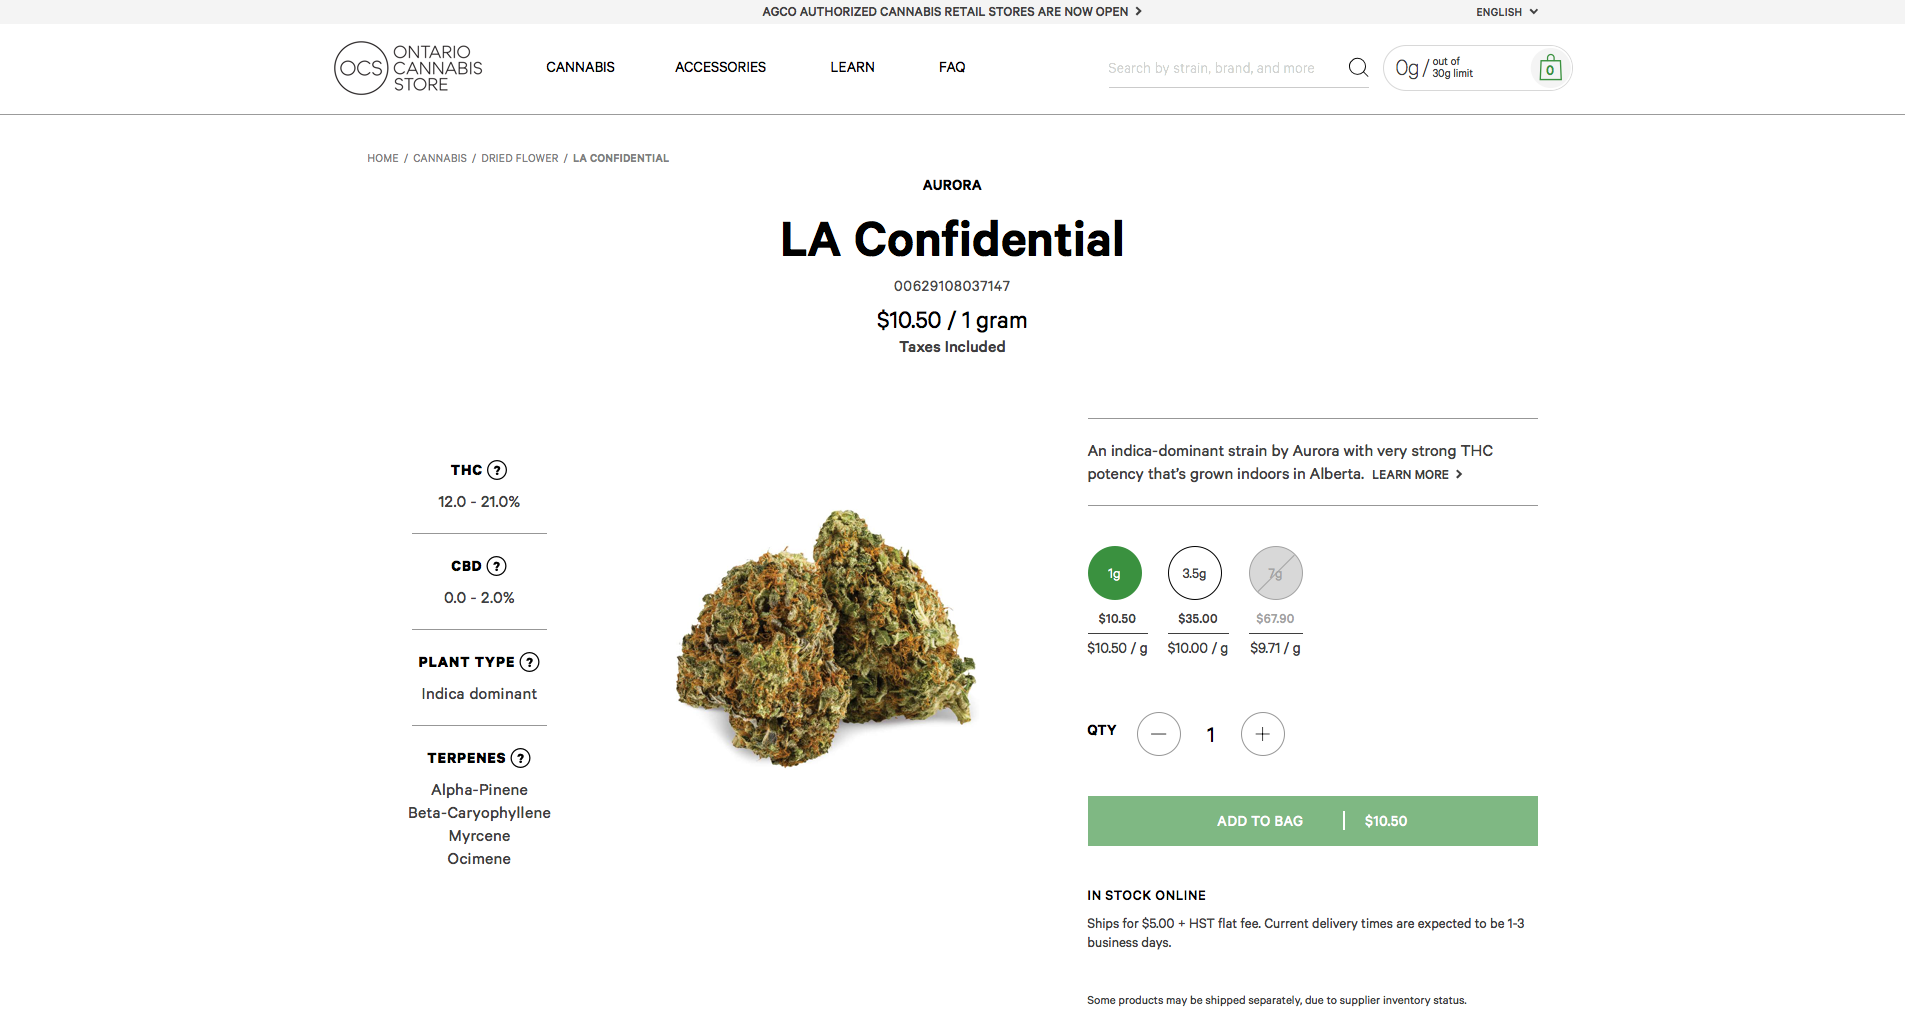 AGCO AUTHORIZED CANNABIS RETAIL STORES ARE NOW OPEN
ENGLISH
OCS
ONTARIO
CANNABIS
STORE
CANNABIS
ACCESSORIES
LEARN
FAQ
Search by strain, brand, and more
0g / out of
30g limit
0
HOME / CANNABIS / DRIED FLOWER / LA CONFIDENTIAL
AURORA
LA Confidential
00629108037147
$10.50 / 1 gram
Taxes Included
THC ?
12.0 - 21.0%
CBD ?
0.0 - 2.0%
PLANT TYPE ?
Indica dominant
TERPENES ?
Alpha-Pinene
Beta-Caryophyllene
Myrcene
Ocimene
An indica-dominant strain by Aurora with very strong THC
potency that's grown indoors in Alberta. LEARN MORE
1g 3.5g 7g
$10.50 $35.00 $67.90
$10.50 / g $10.00 / g $9.71 / g
QTY — 1 +
ADD TO BAG | $10.50
IN STOCK ONLINE
Ships for $5.00 + HST flat fee. Current delivery times are expected to be 1-3
business days.
Some products may be shipped separately, due to supplier inventory status.